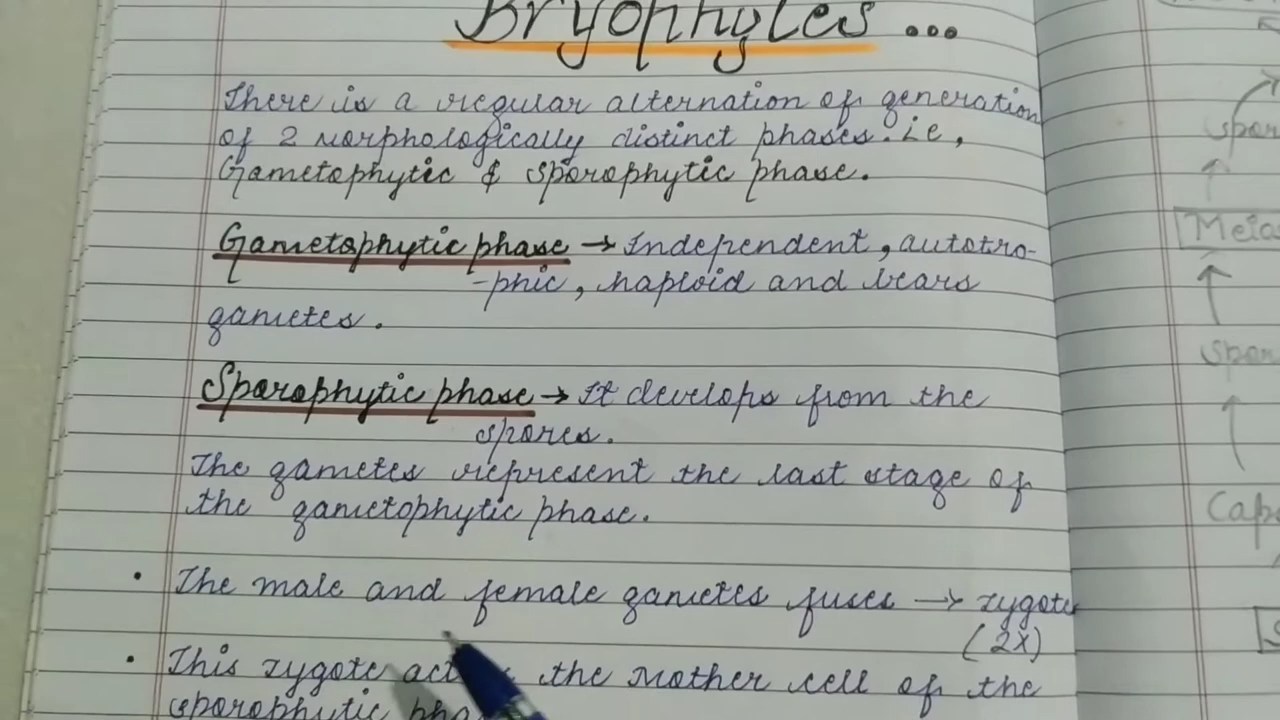 Bryophytes ...
There is a regular alternation of generation
of 2 morphologically distinct phases. i.e,
Gametophytic & sporophytic phase.
Gametophytic phase → Independent, autotro-
-phic, haploid and bears
gametes.
Sporophytic phase → It develops from the
spores.
The gametes represent the last stage of
the gametophytic phase.
• The male and female gametes fuses → zygote
(2x)
• This zygote the mother cell of the
sporophytic